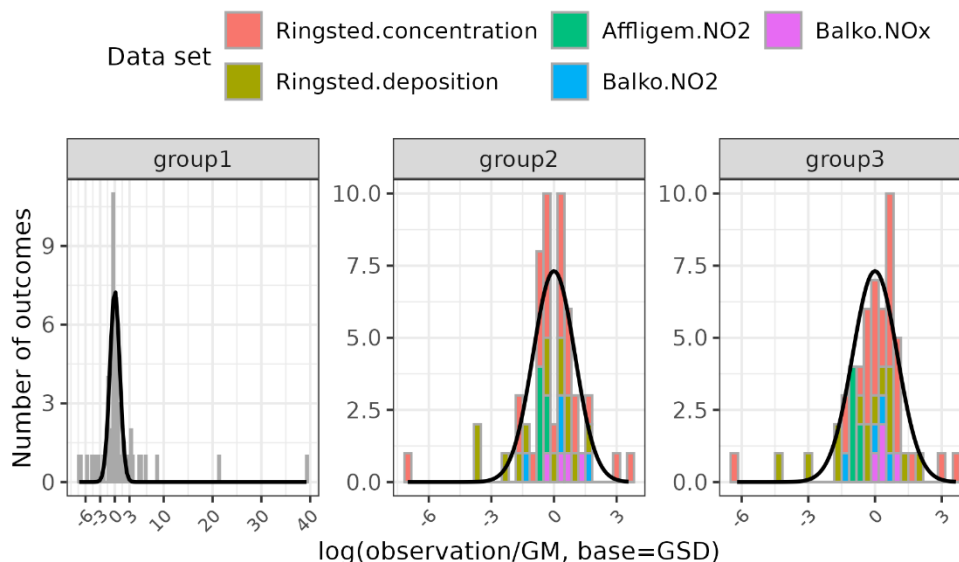 Data set
Ringsted.concentration
Affligem.NO2
Balko.NOx
Ringsted.deposition
Balko.NO2
group1
group2
group3
Number of outcomes
9
6
3
0
10.0
7.5
5.0
2.5
0.0
10.0
7.5
5.0
2.5
0.0
-6 -3 0 3 10 20 30 40
-6 -3 0 3
-6 -3 0 3
log(observation/GM, base=GSD)